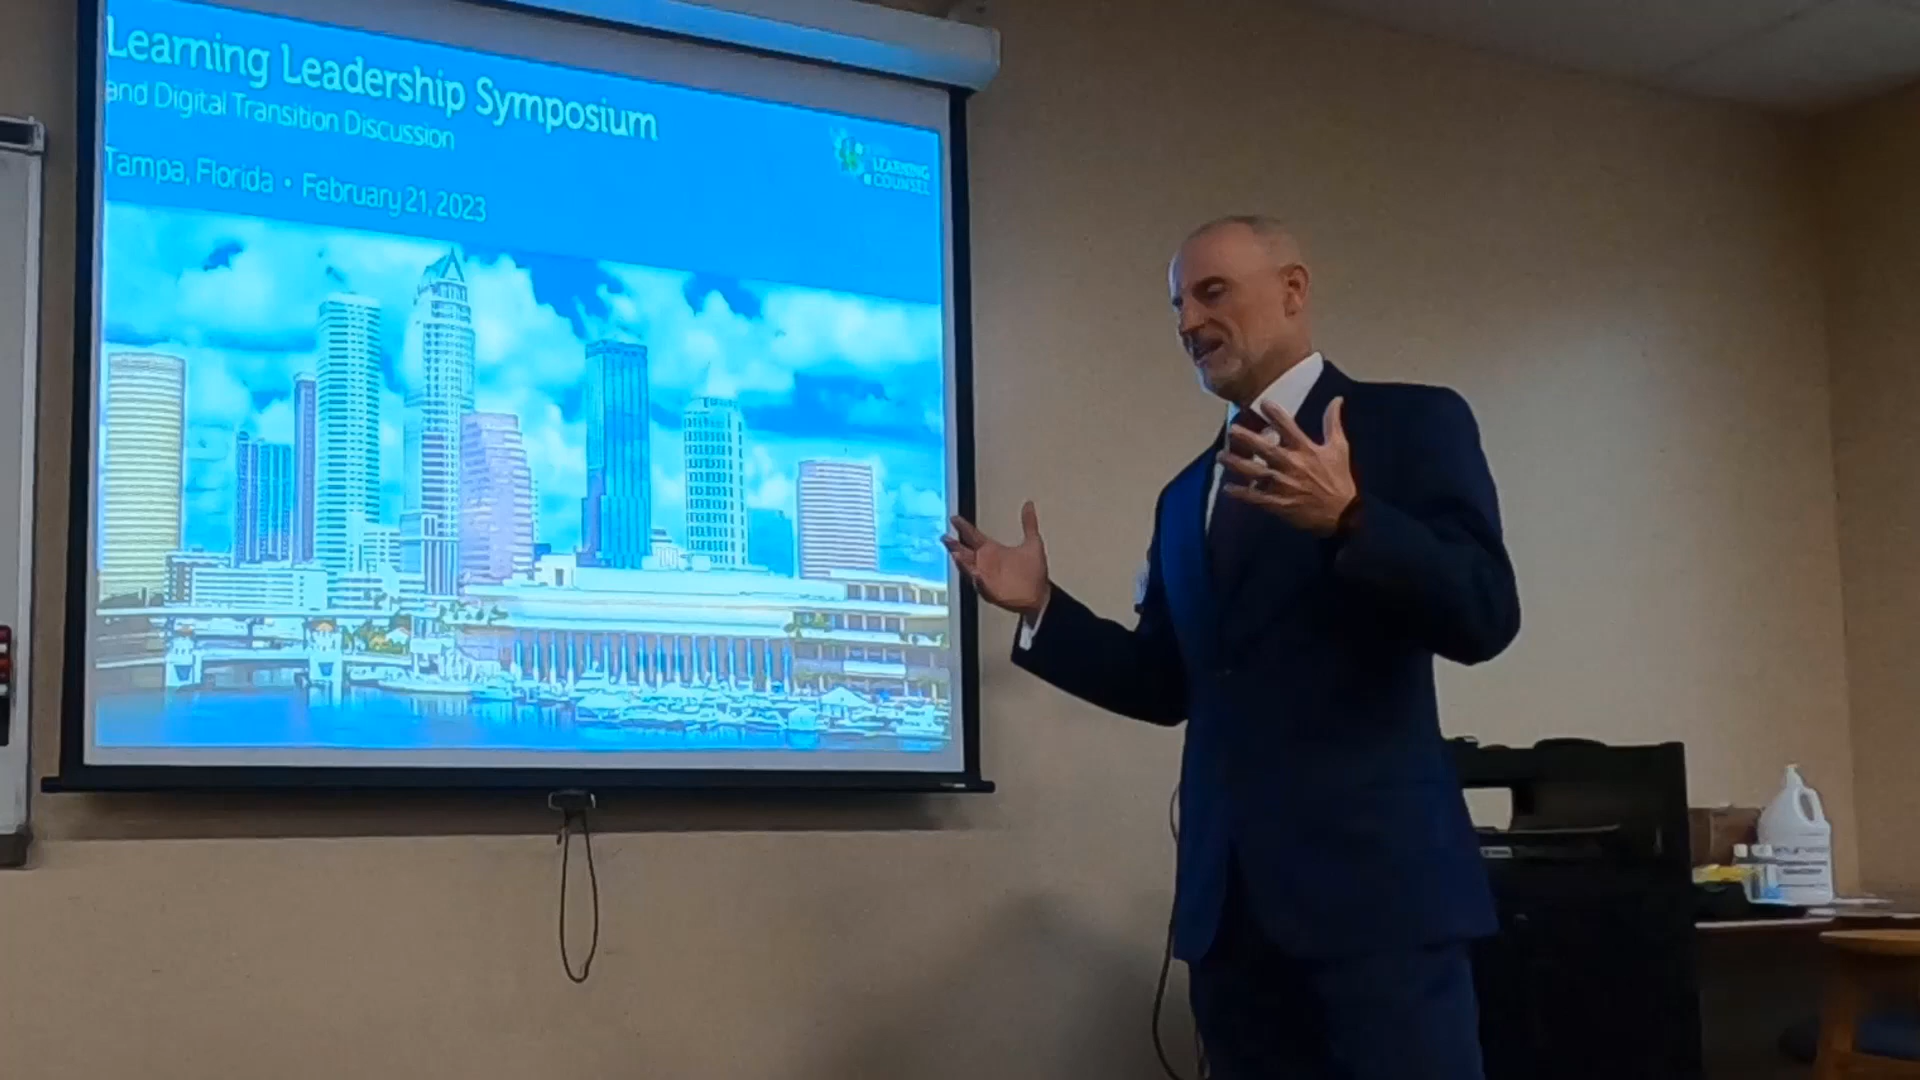 Learning Leadership Symposium
and Digital Transition Discussion
Tampa, Florida • February 21, 2023
LEARNING
COUNSEL